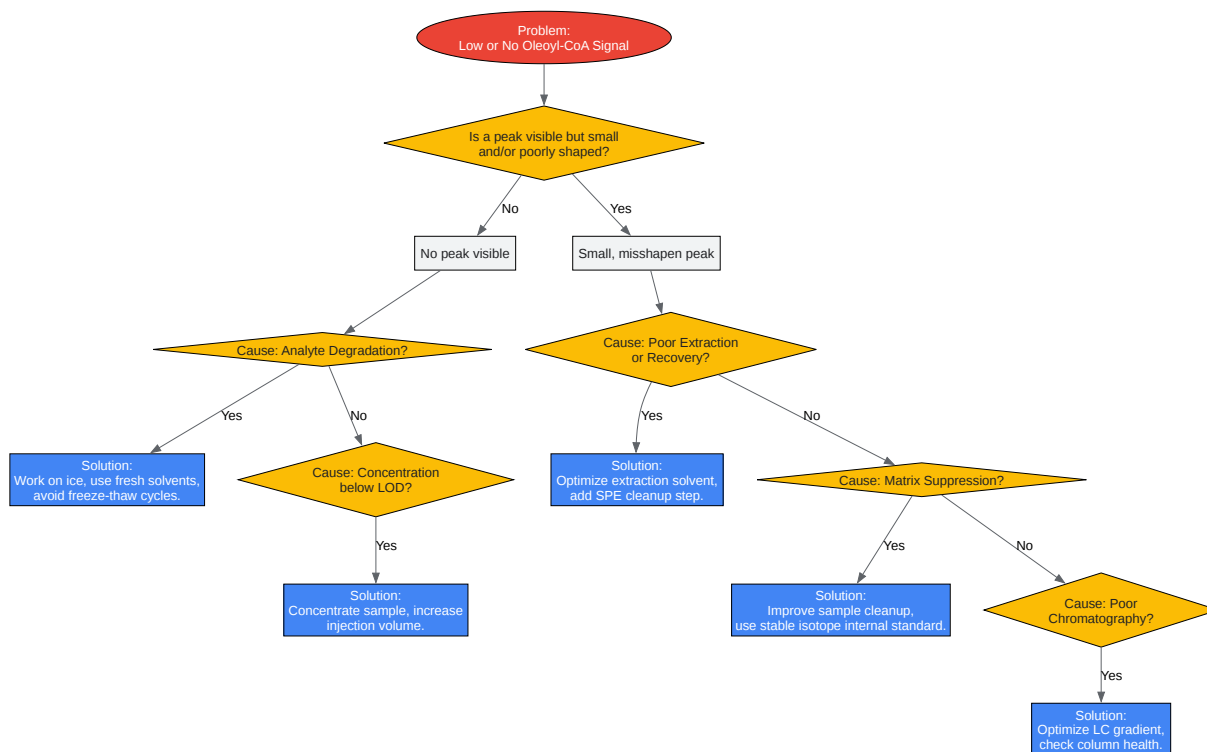 Problem:
Low or No Oleoyl-CoA Signal
Is a peak visible but small
and/or poorly shaped?
No
Yes
No peak visible
Small, misshapen peak
Cause: Analyte Degradation?
Cause: Poor Extraction
or Recovery?
Yes
No
Yes
No
Solution:
Work on ice, use fresh solvents,
avoid freeze-thaw cycles.
Cause: Concentration
below LOD?
Solution:
Optimize extraction solvent,
add SPE cleanup step.
Cause: Matrix Suppression?
Yes
Yes
No
Solution:
Concentrate sample, increase
injection volume.
Solution:
Improve sample cleanup,
use stable isotope internal standard.
Cause: Poor
Chromatography?
Yes
Solution:
Optimize LC gradient,
check column health.